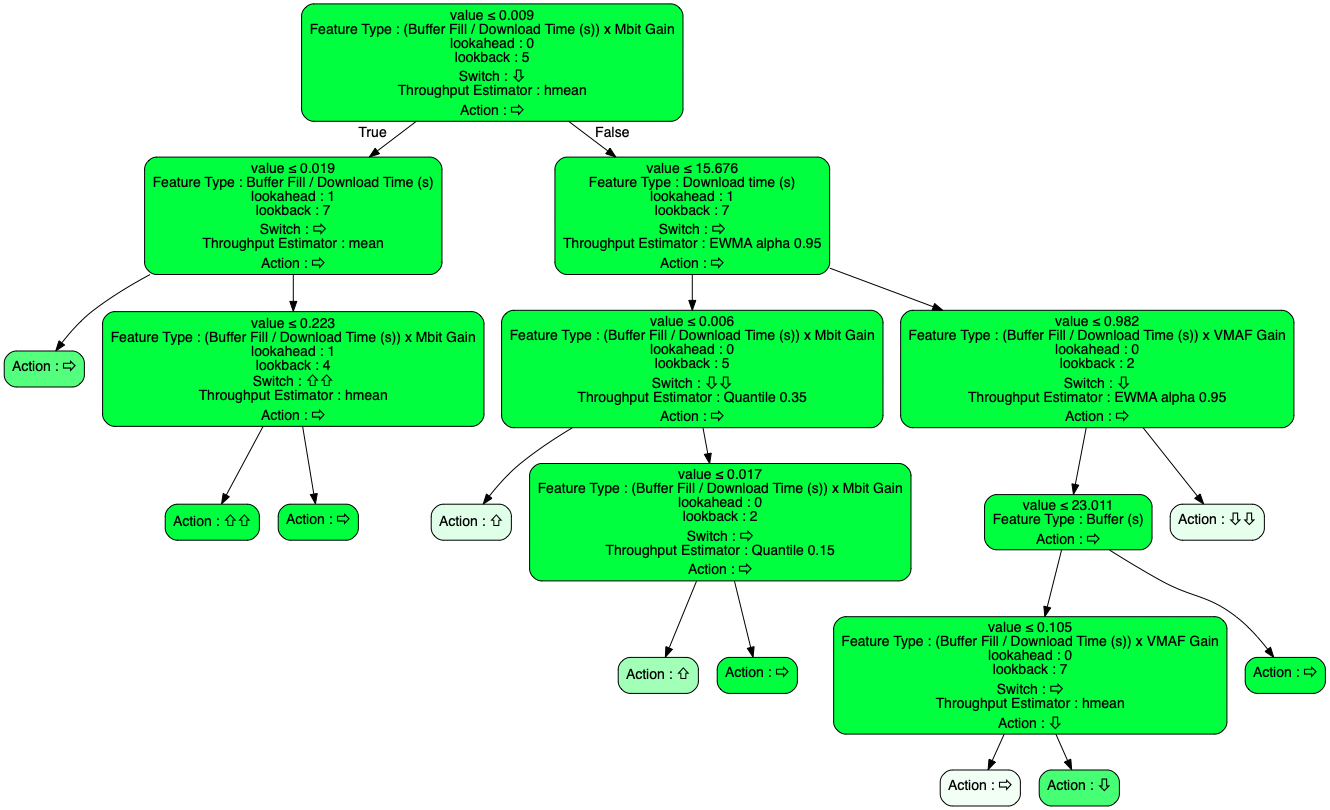 value ≤ 0.009
Feature Type : (Buffer Fill / Download Time (s)) x Mbit Gain
lookahead : 0
lookback : 5
Switch : ⇩
Throughput Estimator : hmean
Action : ⇨
True
False
value ≤ 0.019
Feature Type : Buffer Fill / Download Time (s)
lookahead : 1
lookback : 7
Switch : ⇨
Throughput Estimator : mean
Action : ⇨
value ≤ 15.676
Feature Type : Download time (s)
lookahead : 1
lookback : 7
Switch : ⇨
Throughput Estimator : EWMA alpha 0.95
Action : ⇨
Action : ⇨
value ≤ 0.223
Feature Type : (Buffer Fill / Download Time (s)) x Mbit Gain
lookahead : 1
lookback : 4
Switch : ⇧⇧
Throughput Estimator : hmean
Action : ⇨
value ≤ 0.006
Feature Type : (Buffer Fill / Download Time (s)) x Mbit Gain
lookahead : 0
lookback : 5
Switch : ⇩⇩
Throughput Estimator : Quantile 0.35
Action : ⇨
value ≤ 0.982
Feature Type : (Buffer Fill / Download Time (s)) x VMAF Gain
lookahead : 0
lookback : 2
Switch : ⇩
Throughput Estimator : EWMA alpha 0.95
Action : ⇨
Action : ⇧⇧
Action : ⇨
Action : ⇧
value ≤ 0.017
Feature Type : (Buffer Fill / Download Time (s)) x Mbit Gain
lookahead : 0
lookback : 2
Switch : ⇨
Throughput Estimator : Quantile 0.15
Action : ⇨
value ≤ 23.011
Feature Type : Buffer (s)
Action : ⇨
Action : ⇩⇩
Action : ⇧
Action : ⇨
value ≤ 0.105
Feature Type : (Buffer Fill / Download Time (s)) x VMAF Gain
lookahead : 0
lookback : 7
Switch : ⇨
Throughput Estimator : hmean
Action : ⇩
Action : ⇨
Action : ⇨
Action : ⇩